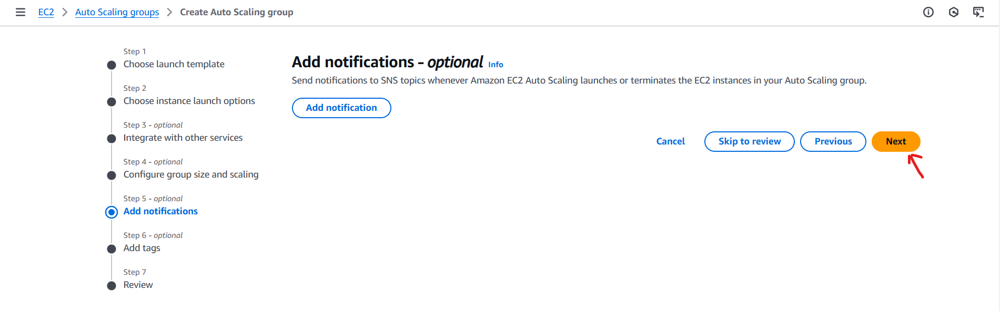 EC2 > Auto Scaling groups > Create Auto Scaling group
Step 1
Choose launch template
Step 2
Choose instance launch options
Step 3 - optional
Integrate with other services
Step 4 - optional
Configure group size and scaling
Step 5 - optional
Add notifications
Step 6 - optional
Add tags
Step 7
Review
Add notifications - optional Info
Send notifications to SNS topics whenever Amazon EC2 Auto Scaling launches or terminates the EC2 instances in your Auto Scaling group.
Add notification
Cancel Skip to review Previous Next